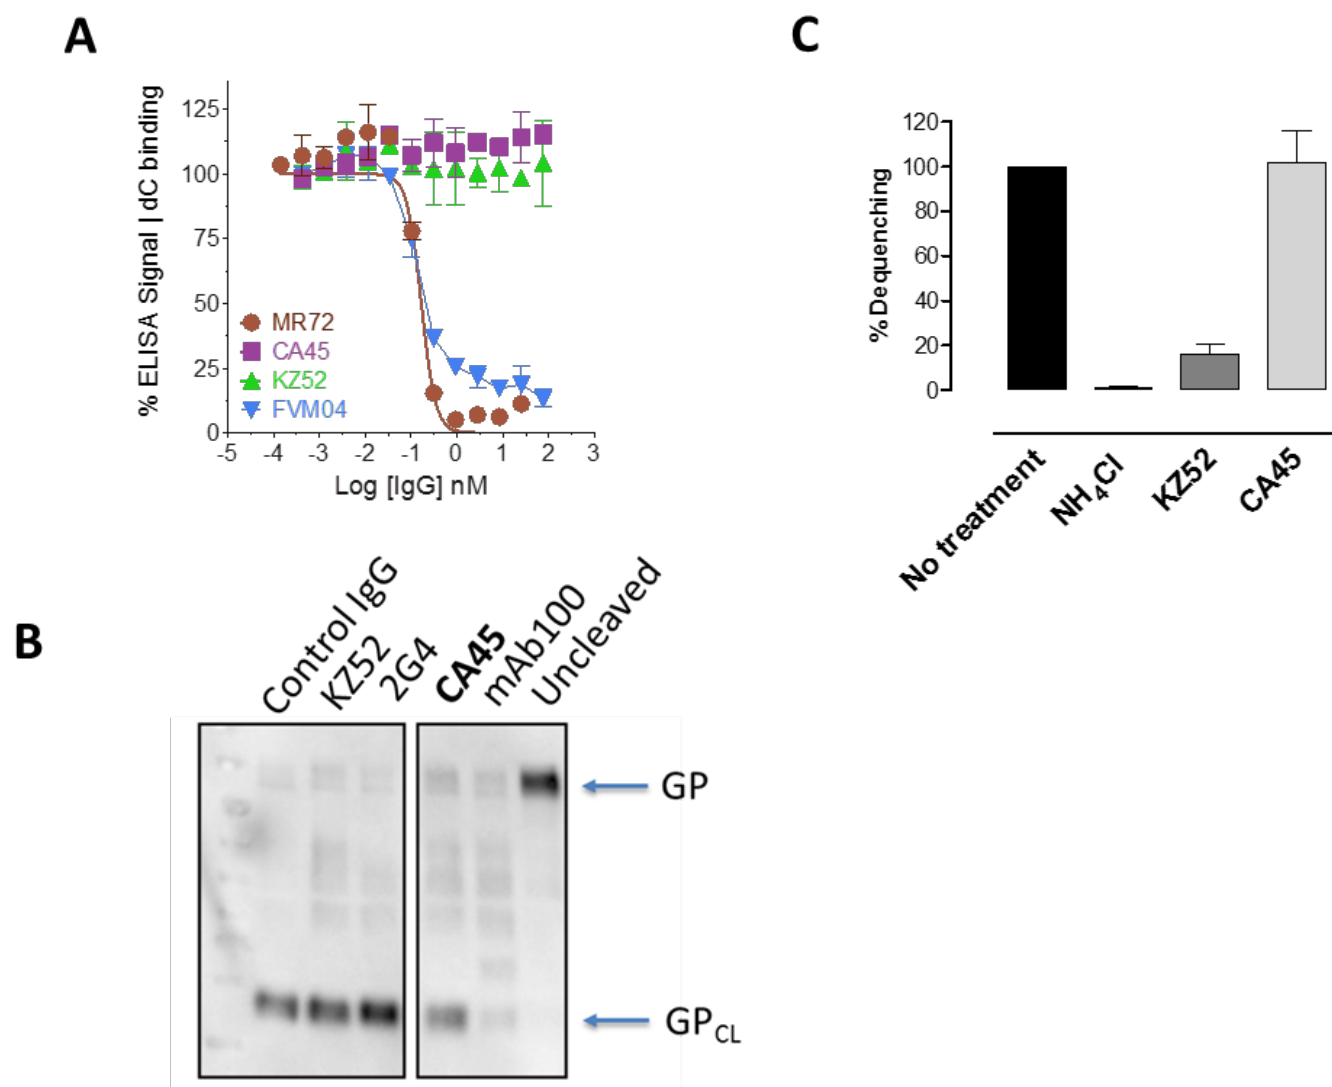 A
% ELISA Signal | dC binding
125
100
75
50
25
0
MR72
CA45
KZ52
FVM04
-5 -4 -3 -2 -1 0 1 2 3
Log [IgG] nM
C
% Dequenching
120
100
80
60
40
20
0
No treatment
NH4Cl
KZ52
CA45
B
Control IgG
KZ52
2G4
CA45
mAb100
Uncleaved
GP
GPCL